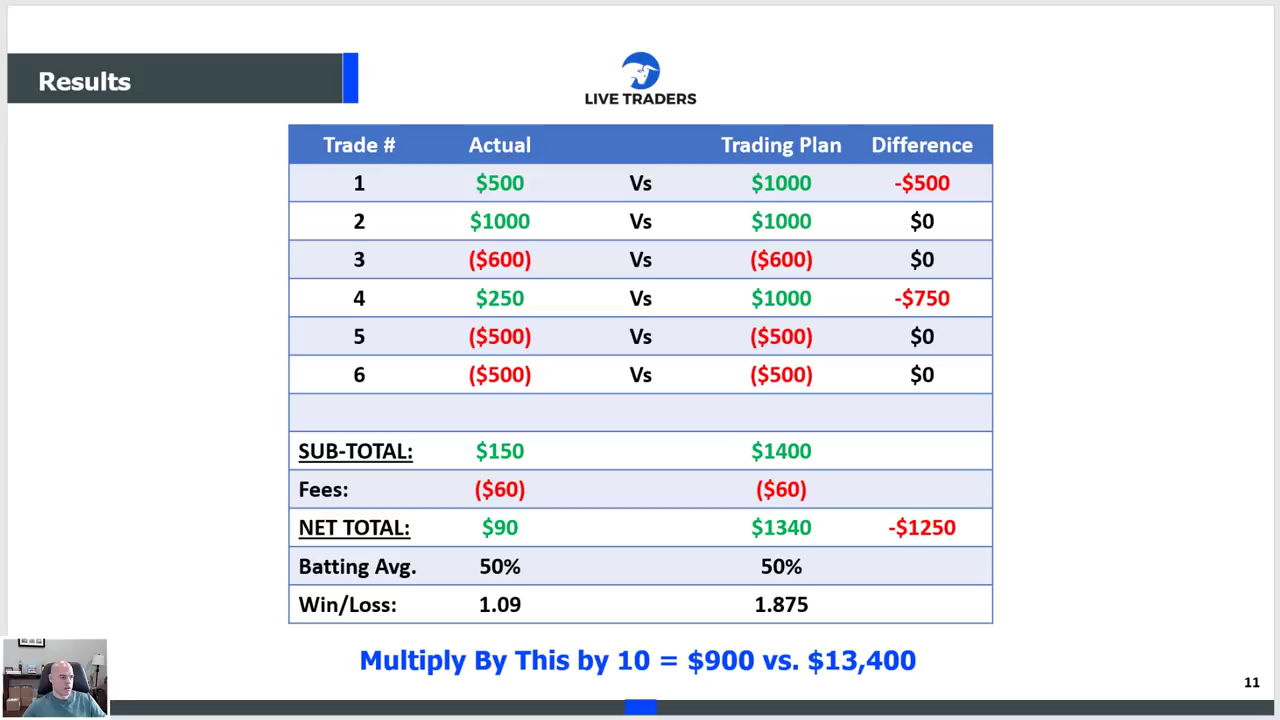 Results
LIVE TRADERS
Trade # Actual Trading Plan Difference
1 $500 Vs $1000 -$500
2 $1000 Vs $1000 $0
3 ($600) Vs ($600) $0
4 $250 Vs $1000 -$750
5 ($500) Vs ($500) $0
6 ($500) Vs ($500) $0
SUB-TOTAL: $150 $1400
Fees: ($60) ($60)
NET TOTAL: $90 $1340 -$1250
Batting Avg. 50% 50%
Win/Loss: 1.09 1.875
Multiply By This by 10 = $900 vs. $13,400
11